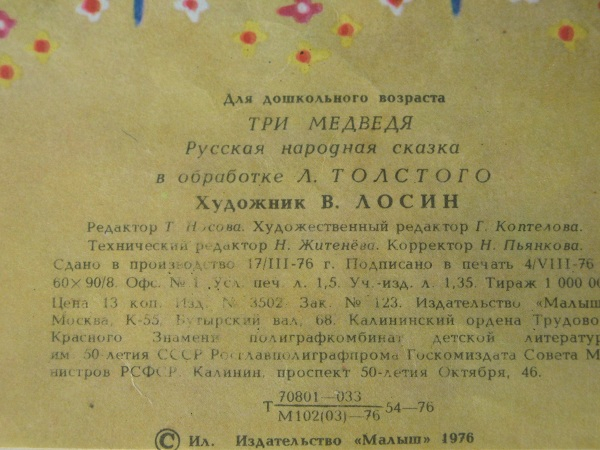 Для дошкольного возраста
ТРИ МЕДВЕДЯ
Русская народная сказка
в обработке Л. ТОЛСТОГО
Художник В. ЛОСИН
Редактор Т. Носова. Художественный редактор Г. Коптелова.
Технический редактор Н. Житенёва. Корректор Н. Пьянкова.
Сдано в производство 17/III-76 г. Подписано в печать 4/VIII-76
60×90/8. Офс. № 1 Усл. печ. л. 1,5. Уч.-изд. л. 1,35. Тираж 1 000 00
Цена 13 коп. Изд. № 3502 Зак. № 123. Издательство «Малыш
Москва, К-55, Бутырский вал, 68. Калининский ордена Трудово
Красного Знамени полиграфкомбинат детской литератур
им 50-летия СССР Росглавполиграфпрома Госкомиздата Совета М
нистров РСФСР. Калинин, проспект 50-летия Октября, 46.
Т 70801—033
М102(03)—76 54—76
© Ил. Издательство «Малыш» 1976